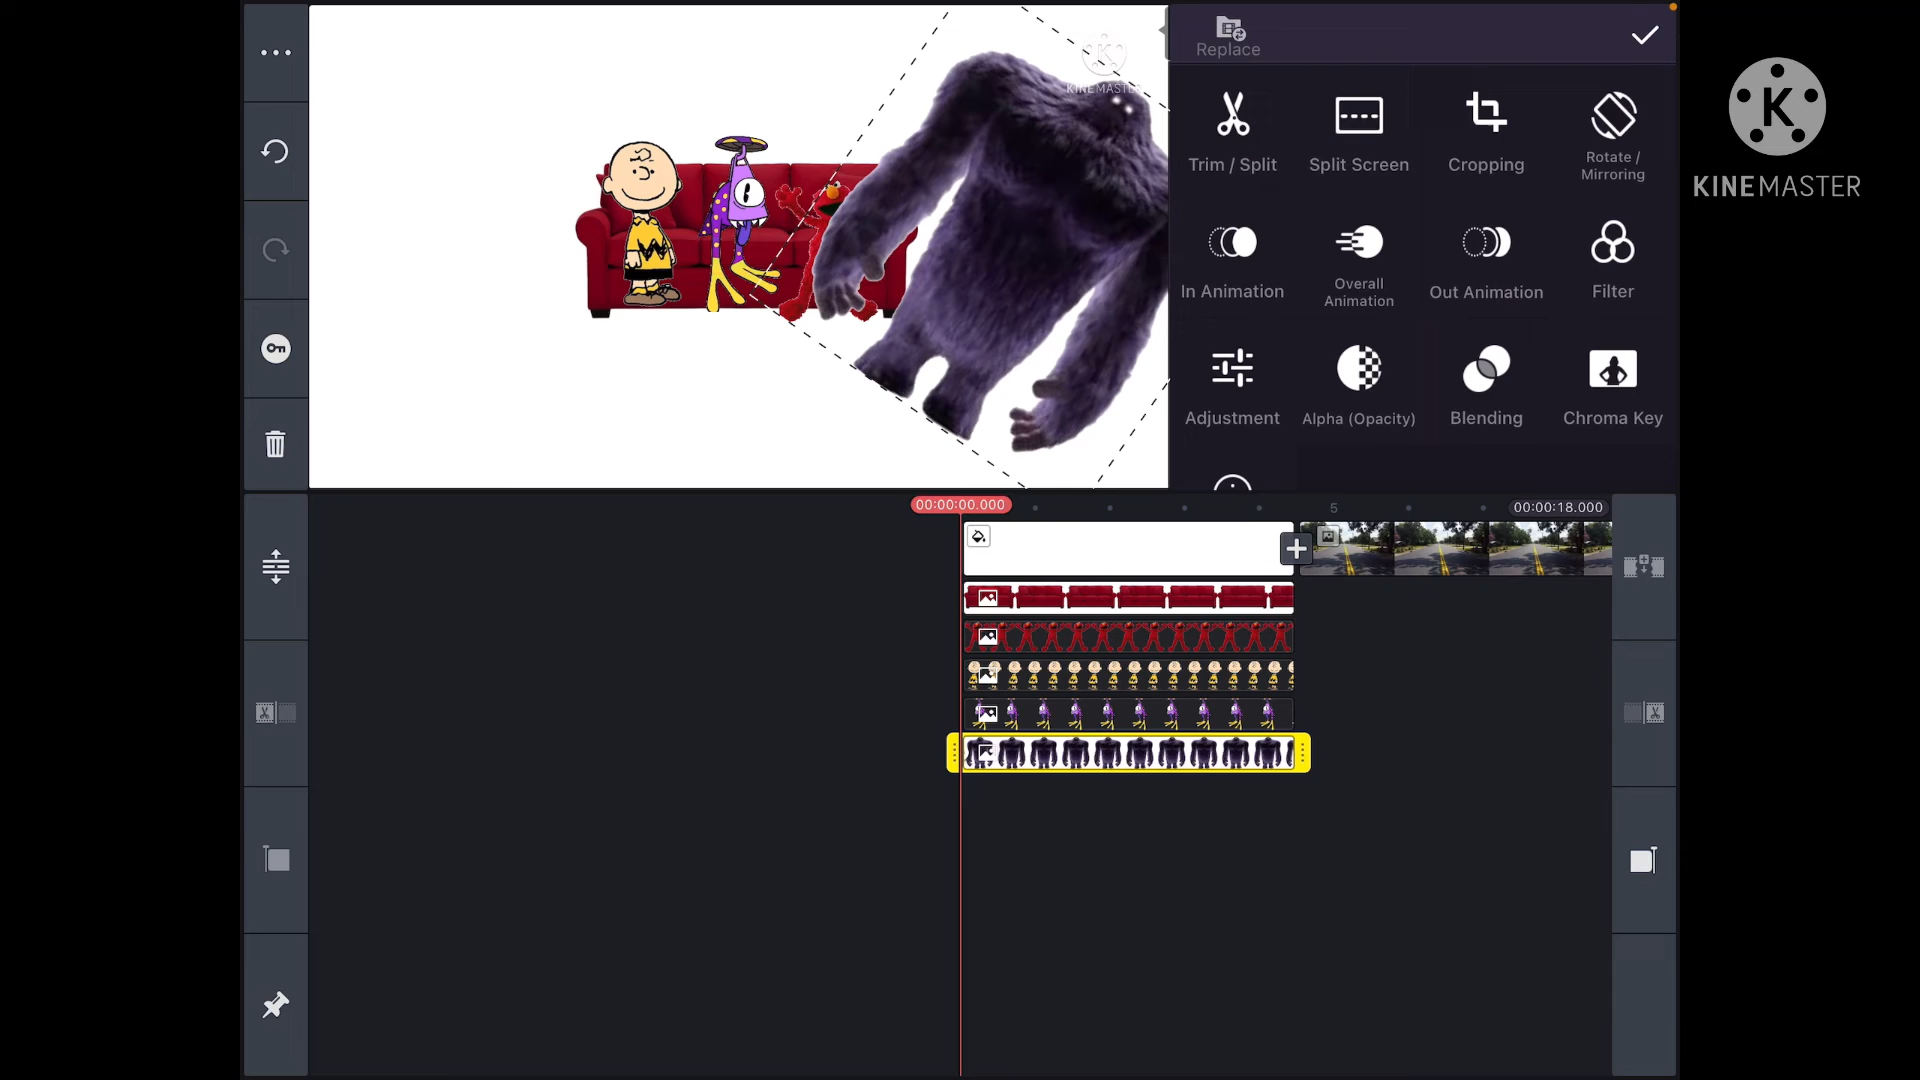 Replace
KINEMASTER
Trim / Split
Split Screen
Cropping
Rotate /
Mirroring
In Animation
Overall
Animation
Out Animation
Filter
Adjustment
Alpha (Opacity)
Blending
Chroma Key
KINEMASTER
00:00:00.000
5
00:00:18.000